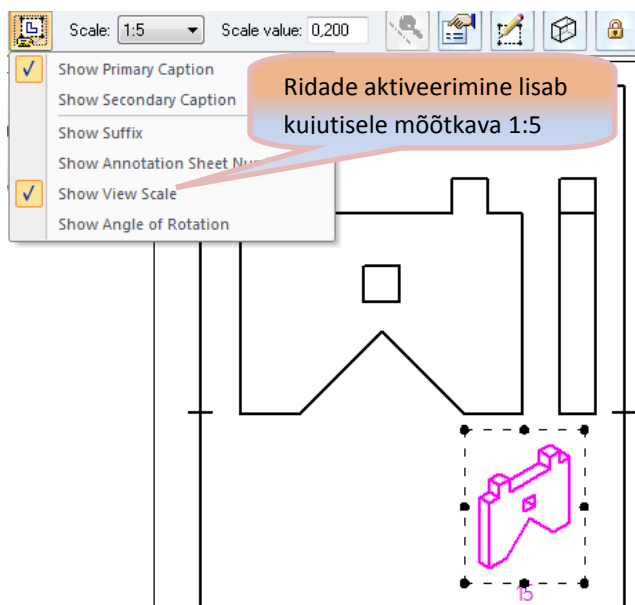 Scale: 1:5 Scale value: 0,200
Show Primary Caption
Show Secondary Caption
Show Suffix
Show Annotation Sheet
Show View Scale
Show Angle of Rotation
Ridade aktiveerimine lisab
kujutisele mõõtkava 1:5